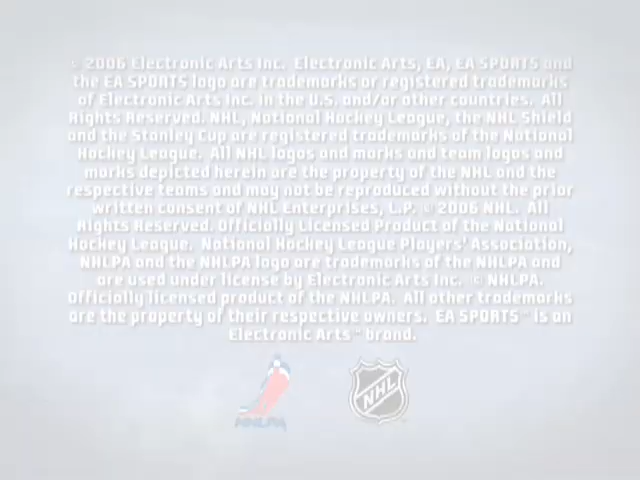 © 2006 Electronic Arts Inc.  Electronic Arts, EA, EA SPORTS and
the EA SPORTS logo are trademarks or registered trademarks
of Electronic Arts Inc. in the U.S. and/or other countries.  All
Rights Reserved. NHL, National Hockey League, the NHL Shield
and the Stanley Cup are registered trademarks of the National
Hockey League.  All NHL logos and marks and team logos and
marks depicted herein are the property of the NHL and the
respective teams and may not be reproduced without the prior
written consent of NHL Enterprises, L.P.  © 2006 NHL.  All
Rights Reserved. Officially Licensed Product of the National
Hockey League.  National Hockey League Players' Association,
NHLPA and the NHLPA logo are trademarks of the NHLPA and
are used under license by Electronic Arts Inc.  © NHLPA.
Officially licensed product of the NHLPA.  All other trademarks
are the property of their respective owners.  EA SPORTS™ is an
Electronic Arts™ brand.
NHLPA
NHL